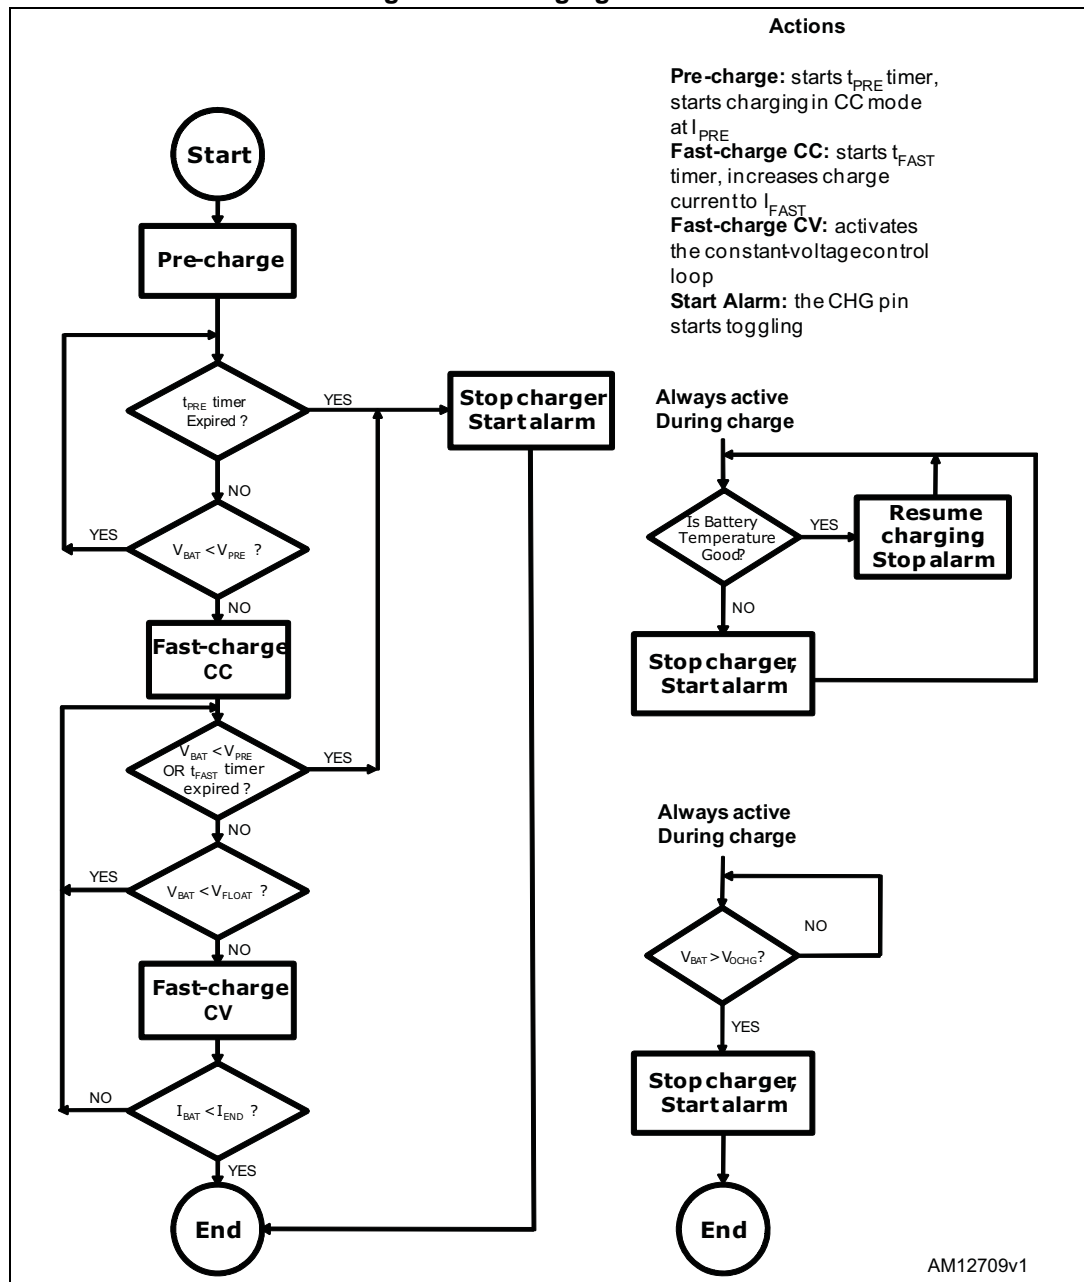 Actions
Pre-charge: starts tPRE timer,
starts charging in CC mode
at IPRE
Fast-charge CC: starts tFAST
timer, increases charge
current to IFAST
Fast-charge CV: activates
the constant-voltage control
loop
Start Alarm: the CHG pin
starts toggling
Start
Pre-charge
tPRE timer
Expired ?
YES
Stop charger
Start alarm
NO
VBAT < VPRE ?
YES
NO
Fast-charge
CC
VBAT < VPRE
OR tFAST timer
expired ?
YES
NO
VBAT < VFLOAT ?
YES
NO
Fast-charge
CV
IBAT < IEND ?
NO
YES
End
Always active
During charge
Is Battery
Temperature
Good?
YES
Resume
charging
Stop alarm
NO
Stop charger,
Start alarm
Always active
During charge
VBAT > VOCHG?
NO
YES
Stop charger,
Start alarm
End
AM12709v1